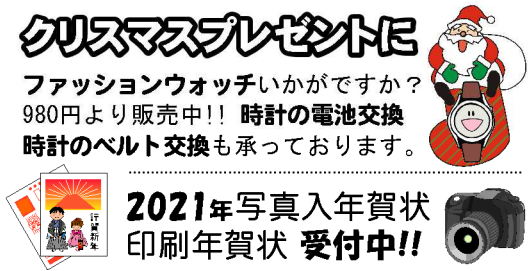 クリスマスプレゼントに
ファッションウォッチいかがですか？
980円より販売中!! 時計の電池交換
時計のベルト交換も承っております。
2021年写真入年賀状
印刷年賀状 受付中!!
謹賀新年